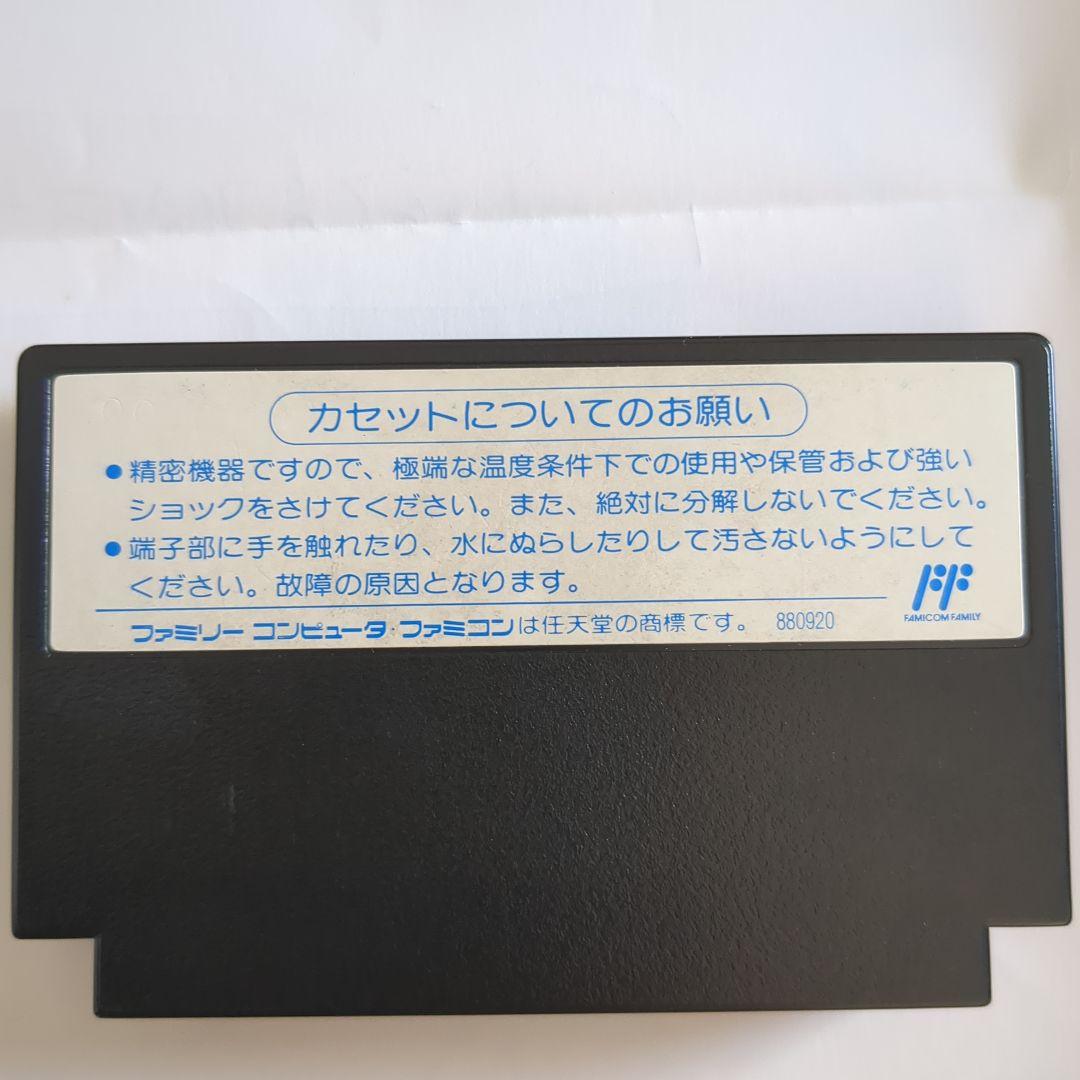 カセットについてのお願い
●精密機器ですので、極端な温度条件下での使用や保管および強い
ショックをさけてください。また、絶対に分解しないでください。
●端子部に手を触れたり、水にぬらしたりして汚さないようにして
ください。故障の原因となります。
ファミリー コンピュータ・ファミコンは任天堂の商標です。 880920
FF
FAMICOM FAMILY